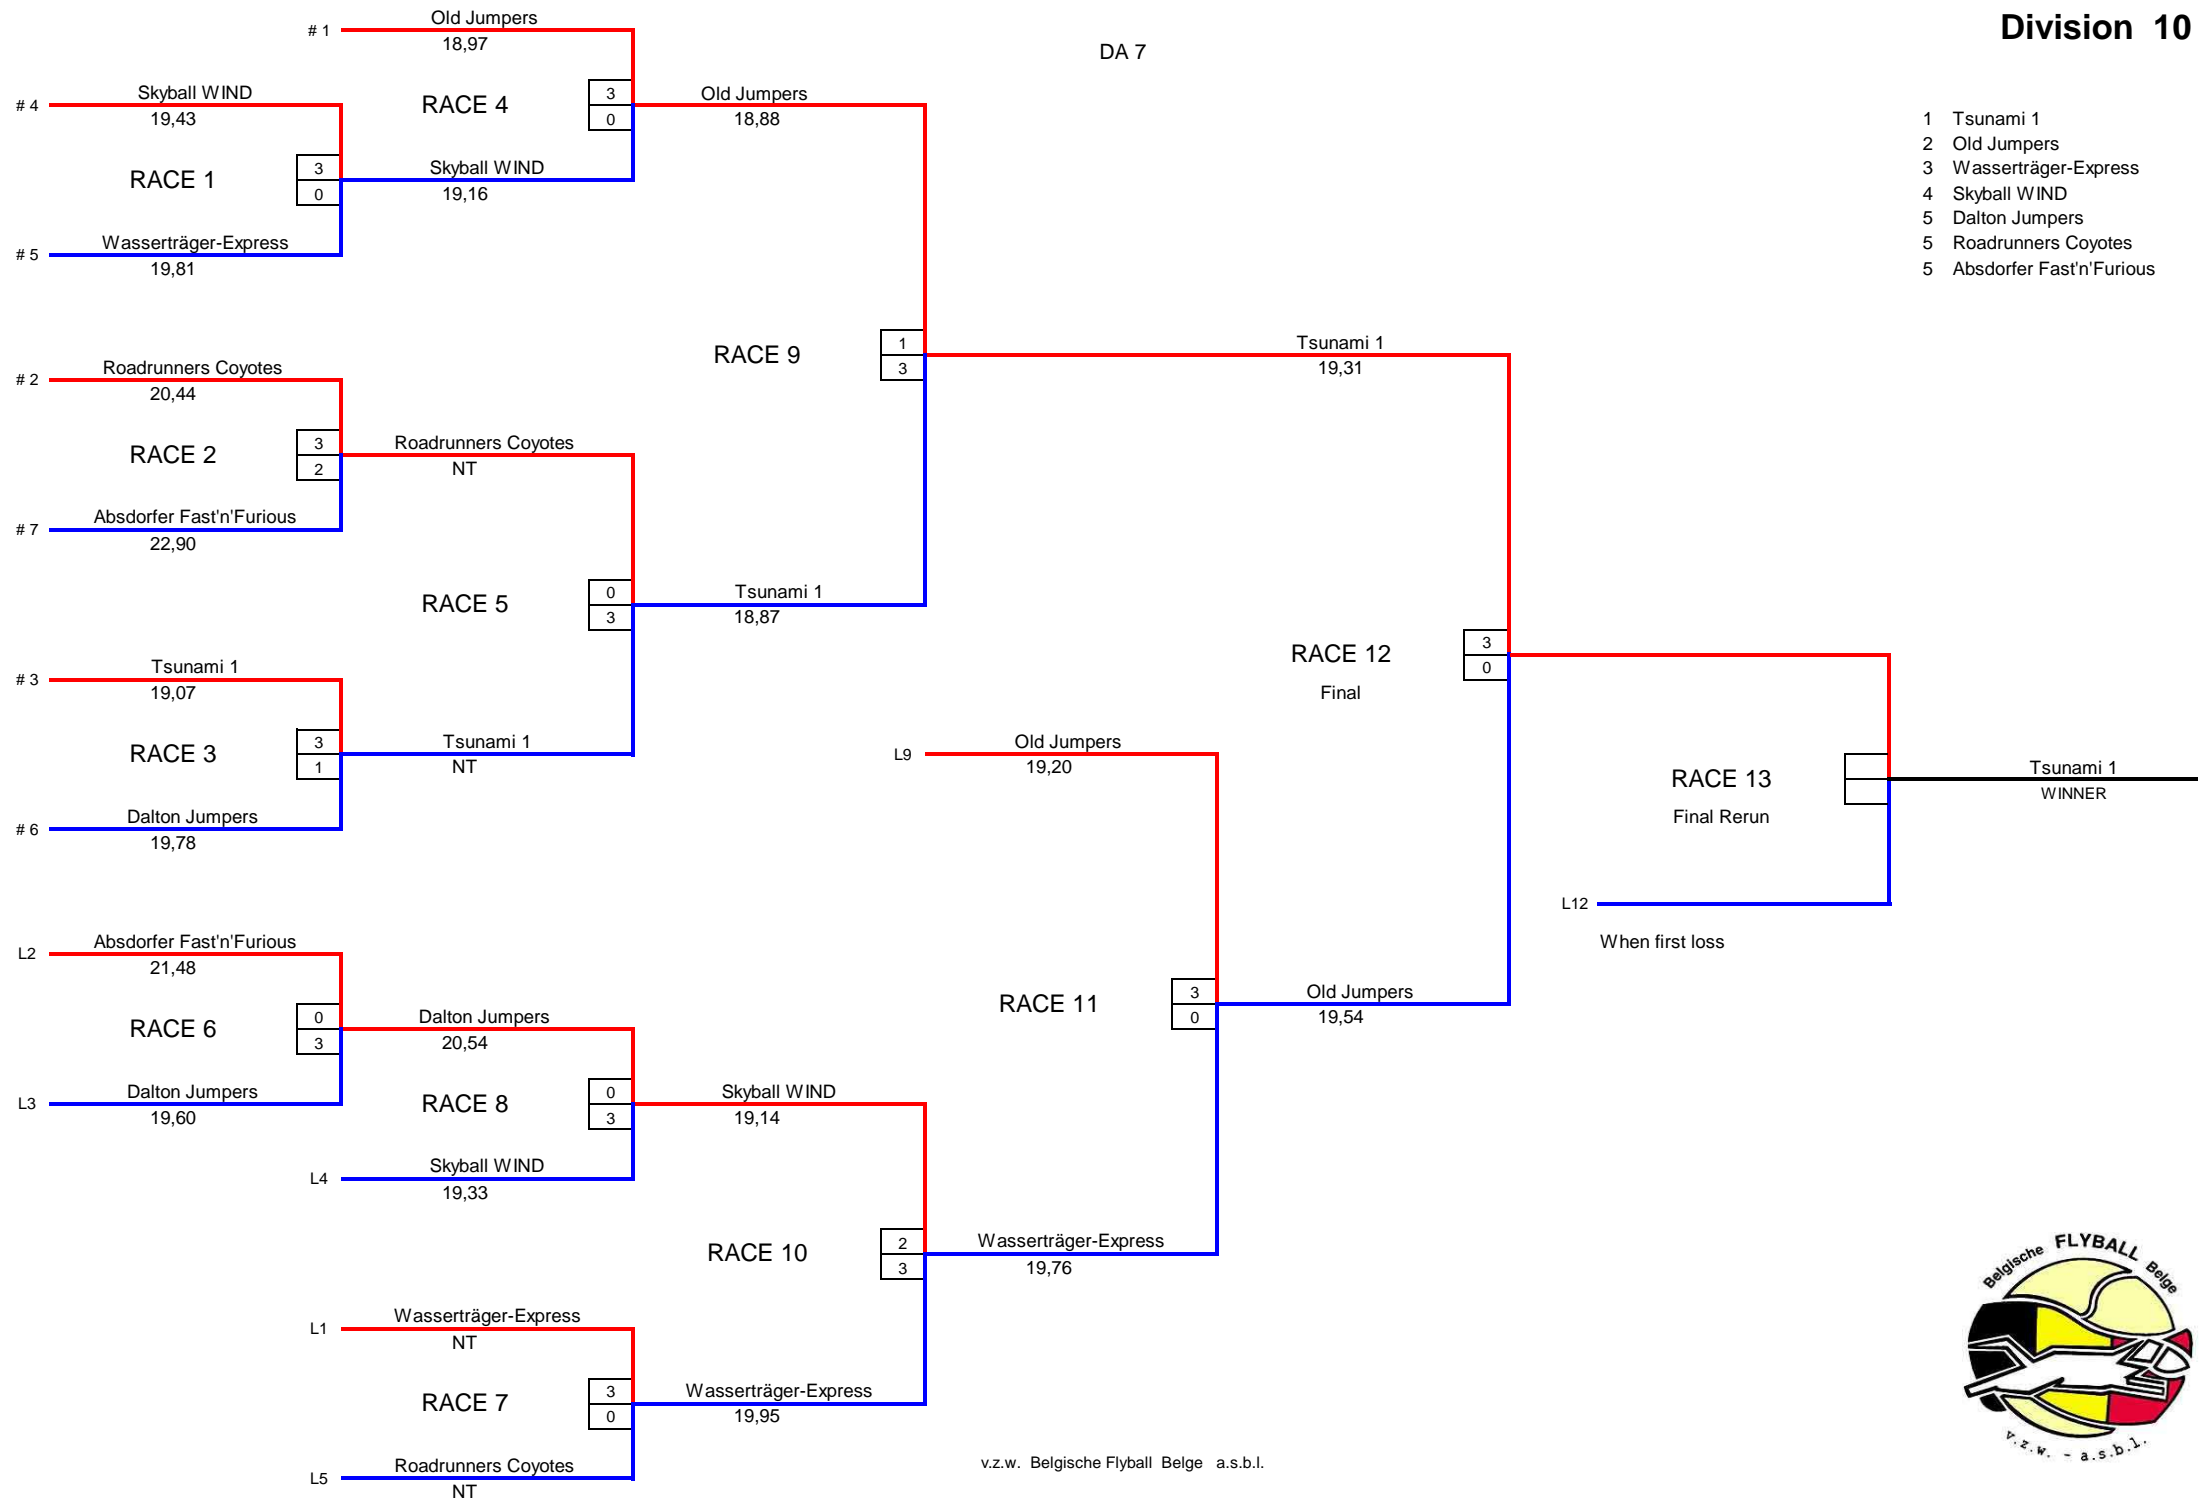 Division 10
DA 7
1 Tsunami 1
2 Old Jumpers
3 Wasserträger-Express
4 Skyball WIND
5 Dalton Jumpers
5 Roadrunners Coyotes
5 Absdorfer Fast'n'Furious
# 1
Old Jumpers
18,97
# 4
Skyball WIND
19,43
RACE 1
3
0
# 5
Wasserträger-Express
19,81
RACE 4
3
0
Skyball WIND
19,16
Old Jumpers
18,88
# 2
Roadrunners Coyotes
20,44
RACE 2
3
2
# 7
Absdorfer Fast'n'Furious
22,90
Roadrunners Coyotes
NT
RACE 5
0
3
# 3
Tsunami 1
19,07
RACE 3
3
1
# 6
Dalton Jumpers
19,78
Tsunami 1
NT
Tsunami 1
18,87
RACE 9
1
3
Tsunami 1
19,31
RACE 12
3
0
Final
L9
Old Jumpers
19,20
RACE 11
3
0
Old Jumpers
19,54
RACE 13
Final Rerun
Tsunami 1
WINNER
L12
When first loss
L2
Absdorfer Fast'n'Furious
21,48
RACE 6
0
3
L3
Dalton Jumpers
19,60
Dalton Jumpers
20,54
RACE 8
0
3
L4
Skyball WIND
19,33
Skyball WIND
19,14
RACE 10
2
3
Wasserträger-Express
19,76
L1
Wasserträger-Express
NT
RACE 7
3
0
Wasserträger-Express
19,95
L5
Roadrunners Coyotes
NT
v.z.w. Belgische Flyball Belge a.s.b.l.
Belgische FLYBALL Belge
v.z.w. - a.s.b.l.